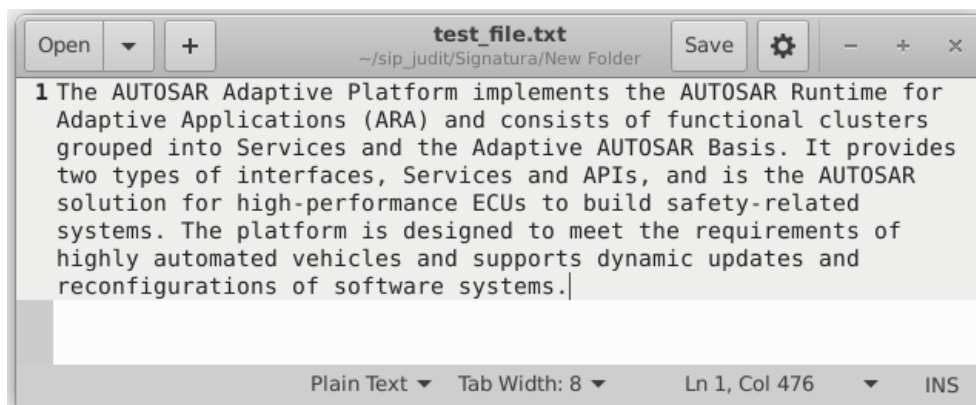 Open
+
test_file.txt
~/sip_judit/Signatura/New Folder
Save
1 The AUTOSAR Adaptive Platform implements the AUTOSAR Runtime for
Adaptive Applications (ARA) and consists of functional clusters
grouped into Services and the Adaptive AUTOSAR Basis. It provides
two types of interfaces, Services and APIs, and is the AUTOSAR
solution for high-performance ECUs to build safety-related
systems. The platform is designed to meet the requirements of
highly automated vehicles and supports dynamic updates and
reconfigurations of software systems.
Plain Text Tab Width: 8 Ln 1, Col 476 INS